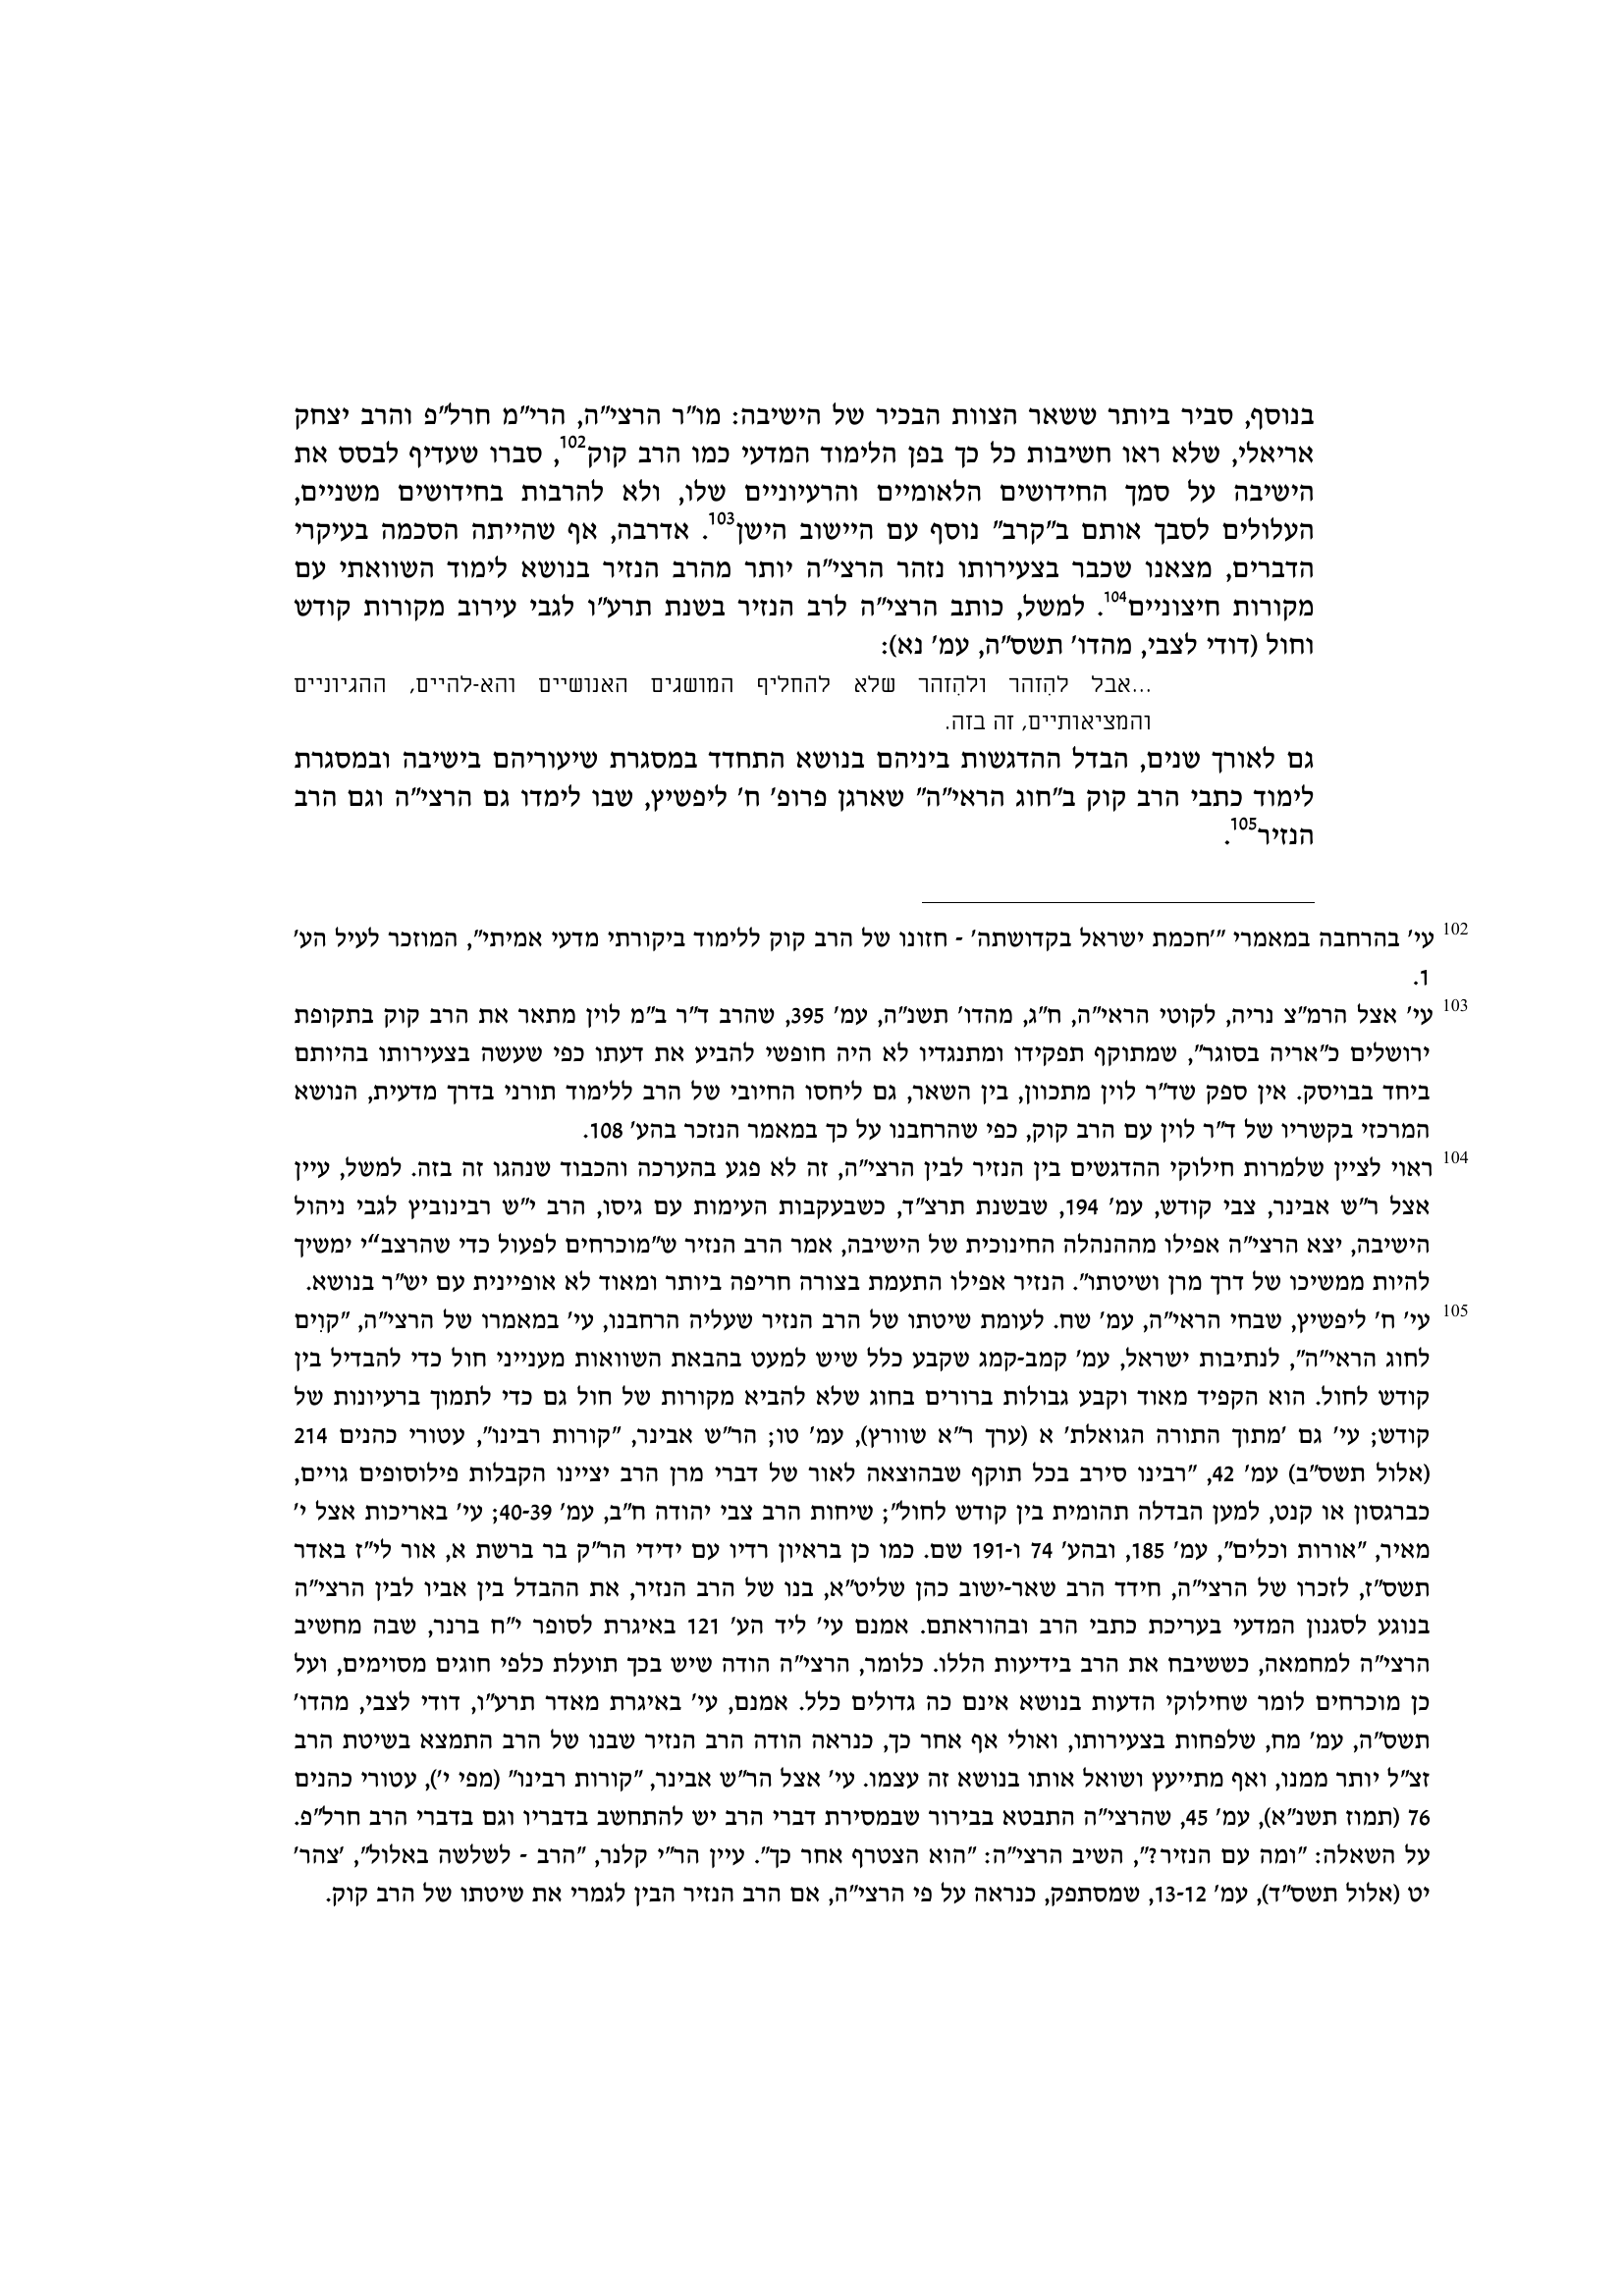 בנוסף, סביר ביותר ששאר הצוות הבכיר של הישיבה: מו"ר הרצי"ה, הרי"מ חרל"פ והרב יצחק
אריאלי, שלא ראו חשיבות כל כך בפן הלימוד המדעי כמו הרב קוק102, סברו שעדיף לבסס את
הישיבה על סמך החידושים הלאומיים והרעיוניים שלו, ולא להרבות בחידושים משניים,
העלולים לסבך אותם ב"קרב" נוסף עם היישוב הישן103. אדרבה, אף שהייתה הסכמה בעיקרי
הדברים, מצאנו שכבר בצעירותו נזהר הרצי"ה יותר מהרב הנזיר בנושא לימוד השוואתי עם
מקורות חיצוניים104. למשל, כותב הרצי"ה לרב הנזיר בשנת תרע"ו לגבי עירוב מקורות קודש
וחול (דודי לצבי, מהדו' תשס"ה, עמ' נא):
...אבל להִזהר ולהִזהר שלא להחליף המושגים האנושיים והא-להיים, ההגיוניים
והמציאותיים, זה בזה.
גם לאורך שנים, הבדל ההדגשות ביניהם בנושא התחדד במסגרת שיעוריהם בישיבה ובמסגרת
לימוד כתבי הרב קוק ב"חוג הראי"ה" שארגן פרופ' ח' ליפשיץ, שבו לימדו גם הרצי"ה וגם הרב
הנזיר105.
102 עי' בהרחבה במאמרי "'חכמת ישראל בקדושתה' - חזונו של הרב קוק ללימוד ביקורתי מדעי אמיתי", המוזכר לעיל הע'
1.
103 עי' אצל הרמ"צ נריה, לקוטי הראי"ה, ח"ג, מהדו' תשנ"ה, עמ' 395, שהרב ד"ר ב"מ לוין מתאר את הרב קוק בתקופת
ירושלים כ"אריה בסוגר", שמתוקף תפקידו ומתנגדיו לא היה חופשי להביע את דעתו כפי שעשה בצעירותו בהיותם
ביחד בבויסק. אין ספק שד"ר לוין מתכוון, בין השאר, גם ליחסו החיובי של הרב ללימוד תורני בדרך מדעית, הנושא
המרכזי בקשריו של ד"ר לוין עם הרב קוק, כפי שהרחבנו על כך במאמר הנזכר בהע' 108.
104 ראוי לציין שלמרות חילוקי ההדגשים בין הנזיר לבין הרצי"ה, זה לא פגע בהערכה והכבוד שנהגו זה בזה. למשל, עיין
אצל ר"ש אבינר, צבי קודש, עמ' 194, שבשנת תרצ"ד, כשבעקבות העימות עם גיסו, הרב י"ש רבינוביץ לגבי ניהול
הישיבה, יצא הרצי"ה אפילו מההנהלה החינוכית של הישיבה, אמר הרב הנזיר ש"מוכרחים לפעול כדי שהרצב“י ימשיך
להיות ממשיכו של דרך מרן ושיטתו". הנזיר אפילו התעמת בצורה חריפה ביותר ומאוד לא אופיינית עם יש"ר בנושא.
105 עי' ח' ליפשיץ, שבחי הראי"ה, עמ' שח. לעומת שיטתו של הרב הנזיר שעליה הרחבנו, עי' במאמרו של הרצי"ה, "קוִים
לחוג הראי"ה", לנתיבות ישראל, עמ' קמב-קמג שקבע כלל שיש למעט בהבאת השוואות מענייני חול כדי להבדיל בין
קודש לחול. הוא הקפיד מאוד וקבע גבולות ברורים בחוג שלא להביא מקורות של חול גם כדי לתמוך ברעיונות של
קודש; עי' גם 'מתוך התורה הגואלת' א (ערך ר"א שוורץ), עמ' טו; הר"ש אבינר, "קורות רבינו", עטורי כהנים 214
(אלול תשס"ב) עמ' 42, "רבינו סירב בכל תוקף שבהוצאה לאור של דברי מרן הרב יציינו הקבלות פילוסופים גויים,
כברגסון או קנט, למען הבדלה תהומית בין קודש לחול"; שיחות הרב צבי יהודה ח"ב, עמ' 40-39; עי' באריכות אצל י'
מאיר, "אורות וכלים", עמ' 185, ובהע' 74 ו-191 שם. כמו כן בראיון רדיו עם ידידי הר"ק בר ברשת א, אור לי"ז באדר
תשס"ז, לזכרו של הרצי"ה, חידד הרב שאר-ישוב כהן שליט"א, בנו של הרב הנזיר, את ההבדל בין אביו לבין הרצי"ה
בנוגע לסגנון המדעי בעריכת כתבי הרב ובהוראתם. אמנם עי' ליד הע' 121 באיגרת לסופר י"ח ברנר, שבה מחשיב
הרצי"ה למחמאה, כששיבח את הרב בידיעות הללו. כלומר, הרצי"ה הודה שיש בכך תועלת כלפי חוגים מסוימים, ועל
כן מוכרחים לומר שחילוקי הדעות בנושא אינם כה גדולים כלל. אמנם, עי' באיגרת מאדר תרע"ו, דודי לצבי, מהדו'
תשס"ה, עמ' מח, שלפחות בצעירותו, ואולי אף אחר כך, כנראה הודה הרב הנזיר שבנו של הרב התמצא בשיטת הרב
זצ"ל יותר ממנו, ואף מתייעץ ושואל אותו בנושא זה עצמו. עי' אצל הר"ש אבינר, "קורות רבינו" (מפי י'), עטורי כהנים
76 (תמוז תשנ"א), עמ' 45, שהרצי"ה התבטא בבירור שבמסירת דברי הרב יש להתחשב בדבריו וגם בדברי הרב חרל"פ.
על השאלה: "ומה עם הנזיר?", השיב הרצי"ה: "הוא הצטרף אחר כך". עיין הר"י קלנר, "הרב - לשלשה באלול", 'צהר'
יט (אלול תשס"ד), עמ' 13-12, שמסתפק, כנראה על פי הרצי"ה, אם הרב הנזיר הבין לגמרי את שיטתו של הרב קוק.